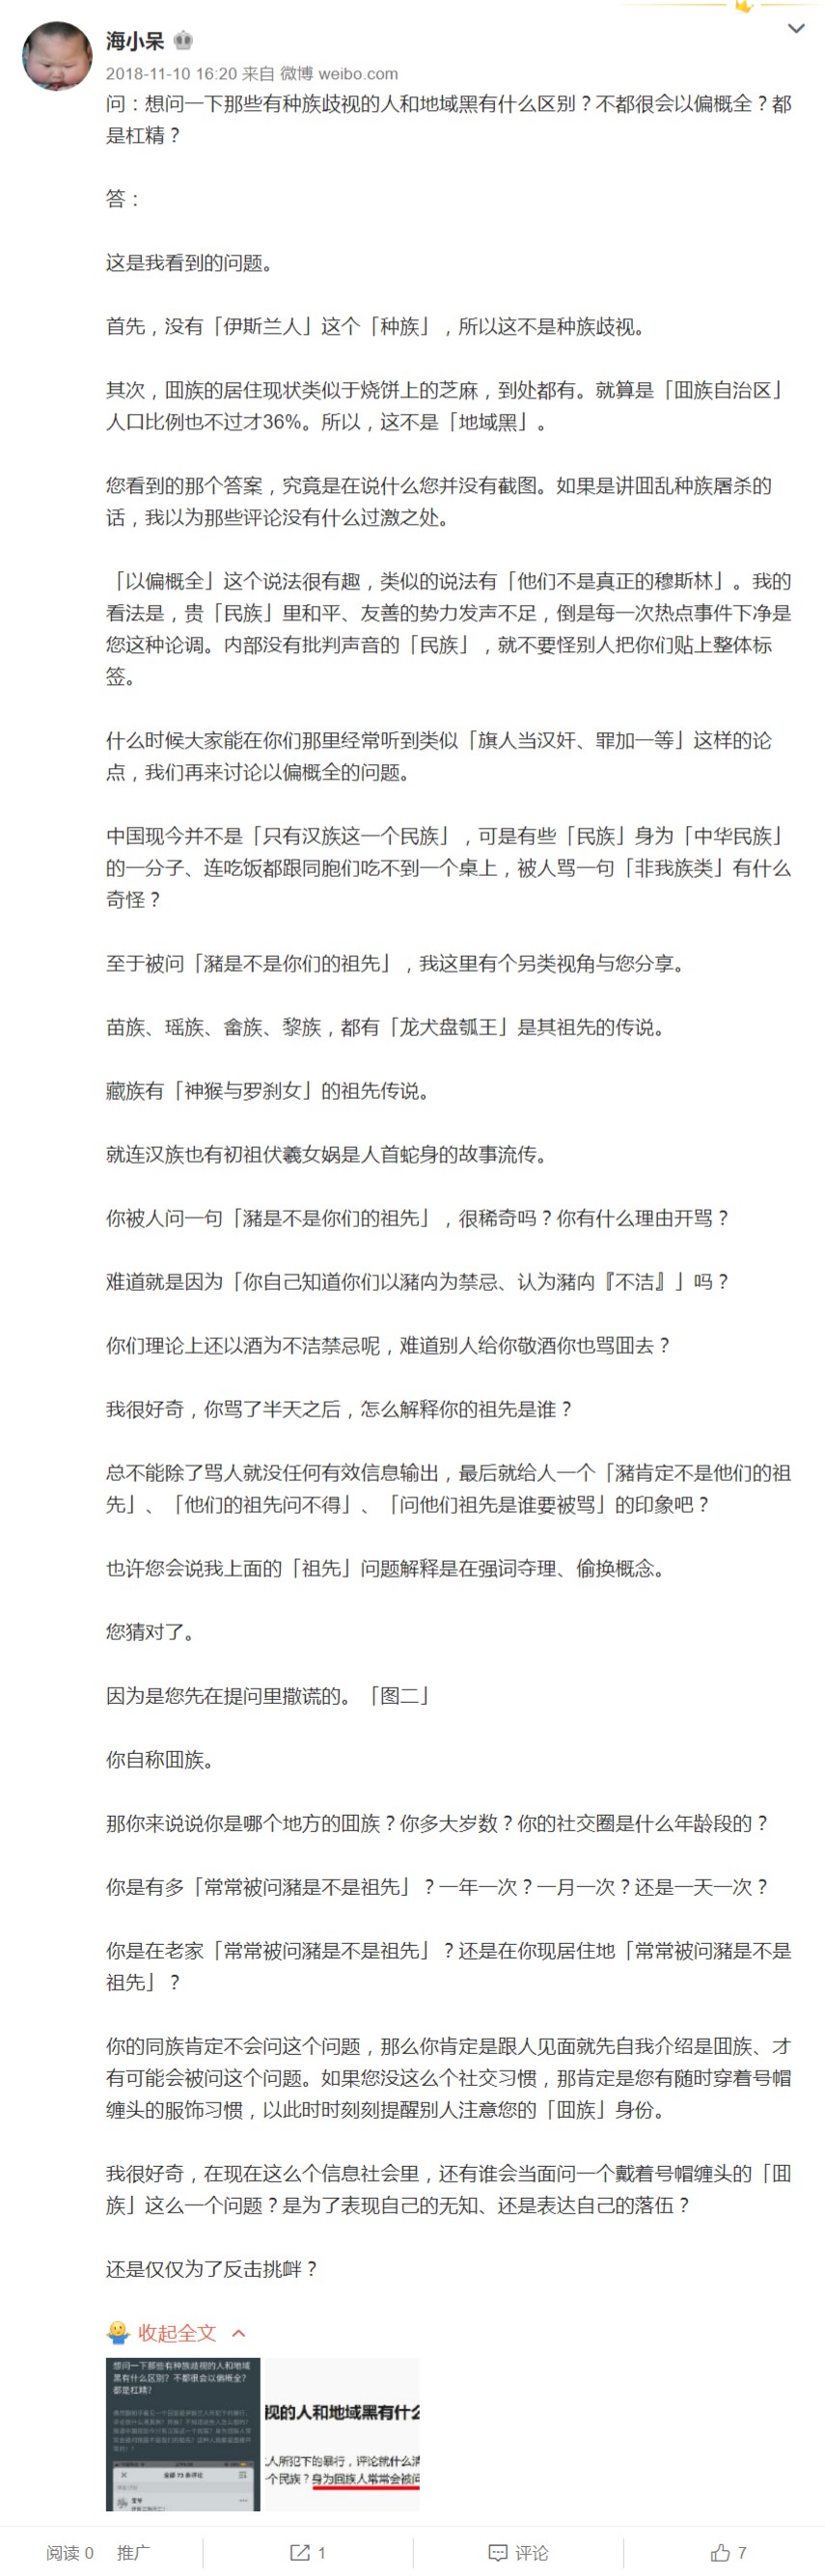 海小呆
2018-11-10 16:20 来自 微博 weibo.com
问：想问一下那些有种族歧视的人和地域黑有什么区别？不都很会以偏概全？都
是杠精？
答：
这是我看到的问题。
首先，没有「伊斯兰人」这个「种族」，所以这不是种族歧视。
其次，囬族的居住现状类似于烧饼上的芝麻，到处都有。就算是「囬族自治区」
人口比例也不过才36%。所以，这不是「地域黑」。
您看到的那个答案，究竟是在说什么您并没有截图。如果是讲囬乱种族屠杀的
话，我以为那些评论没有什么过激之处。
「以偏概全」这个说法很有趣，类似的说法有「他们不是真正的穆斯林」。我的
看法是，贵「民族」里和平、友善的势力发声不足，倒是每一次热点事件下净是
您这种论调。内部没有批判声音的「民族」，就不要怪别人把你们贴上整体标
签。
什么时候大家能在你们那里经常听到类似「旗人当汉奸、罪加一等」这样的论
点，我们再来讨论以偏概全的问题。
中国现今并不是「只有汉族这一个民族」，可是有些「民族」身为「中华民族」
的一分子、连吃饭都跟同胞们吃不到一个桌上，被人骂一句「非我族类」有什么
奇怪？
至于被问「豬是不是你们的祖先」，我这里有个另类视角与您分享。
苗族、瑶族、畲族、黎族，都有「龙犬盘瓠王」是其祖先的传说。
藏族有「神猴与罗刹女」的祖先传说。
就连汉族也有初祖伏羲女娲是人首蛇身的故事流传。
你被人问一句「豬是不是你们的祖先」，很稀奇吗？你有什么理由开骂？
难道就是因为「你自己知道你们以豬禸为禁忌、认为豬禸『不洁』」吗？
你们理论上还以酒为不洁禁忌呢，难道别人给你敬酒你也骂囬去？
我很好奇，你骂了半天之后，怎么解释你的祖先是谁？
总不能除了骂人就没任何有效信息输出，最后就给人一个「豬肯定不是他们的祖
先」、「他们的祖先问不得」、「问他们祖先是谁要被骂」的印象吧？
也许您会说我上面的「祖先」问题解释是在强词夺理、偷换概念。
您猜对了。
因为是您先在提问里撒谎的。「图二」
你自称囬族。
那你来说说你是哪个地方的囬族？你多大岁数？你的社交圈是什么年龄段的？
你是有多「常常被问豬是不是祖先」？一年一次？一月一次？还是一天一次？
你是在老家「常常被问豬是不是祖先」？还是在你现居住地「常常被问豬是不是
祖先」？
你的同族肯定不会问这个问题，那么你肯定是跟人见面就先自我介绍是囬族、才
有可能会被问这个问题。如果您没这么个社交习惯，那肯定是您有随时穿着号帽
缠头的服饰习惯，以此时时刻刻提醒别人注意您的「囬族」身份。
我很好奇，在现在这么个信息社会里，还有谁会当面问一个戴着号帽缠头的「囬
族」这么一个问题？是为了表现自己的无知、还是表达自己的落伍？
还是仅仅为了反击挑衅？
收起全文
想问一下那些有种族歧视的人和地域
黑有什么区别？不都很会以偏概全？
都是杠精？
全部 73 条评论
视的人和地域黑有什么
人所犯下的暴行，评论就什么清
个民族？身为回族人常常会被问
阅读 0 推广 1 评论 7